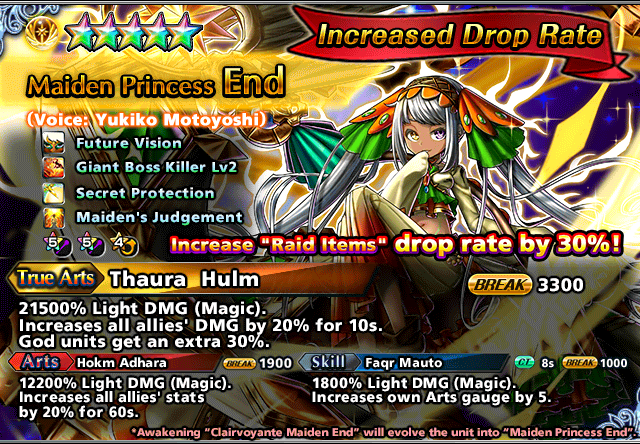 Increased Drop Rate
Maiden Princess End
(Voice: Yukiko Motoyoshi)
Future Vision
Giant Boss Killer Lv2
Secret Protection
Maiden's Judgement
5 5 4
Increase "Raid Items" drop rate by 30%!
True Arts Thaura Hulm BREAK 3300
21500% Light DMG (Magic).
Increases all allies' DMG by 20% for 10s.
God units get an extra 30%.
Arts Hokm Adhara BREAK 1900
12200% Light DMG (Magic).
Increases all allies' stats
by 20% for 60s.
Skill Faqr Mauto CT 8s BREAK 1000
1800% Light DMG (Magic).
Increases own Arts gauge by 5.
*Awakening "Clairvoyante Maiden End" will evolve the unit into "Maiden Princess End".